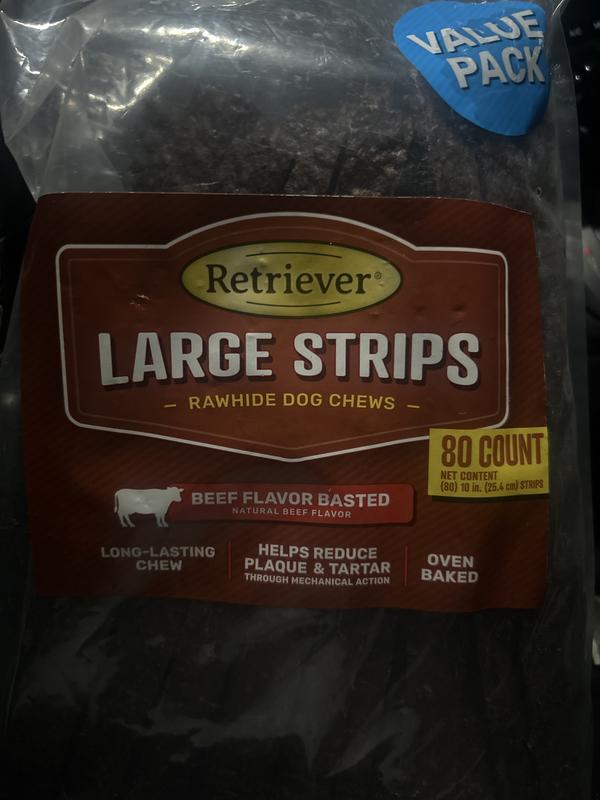 VALUE
PACK
Retriever®
LARGE STRIPS
– RAWHIDE DOG CHEWS –
80 COUNT
NET CONTENT
(80) 10 in. (25.4 cm) STRIPS
BEEF FLAVOR BASTED
NATURAL BEEF FLAVOR
LONG-LASTING
CHEW
HELPS REDUCE
PLAQUE & TARTAR
THROUGH MECHANICAL ACTION
OVEN
BAKED